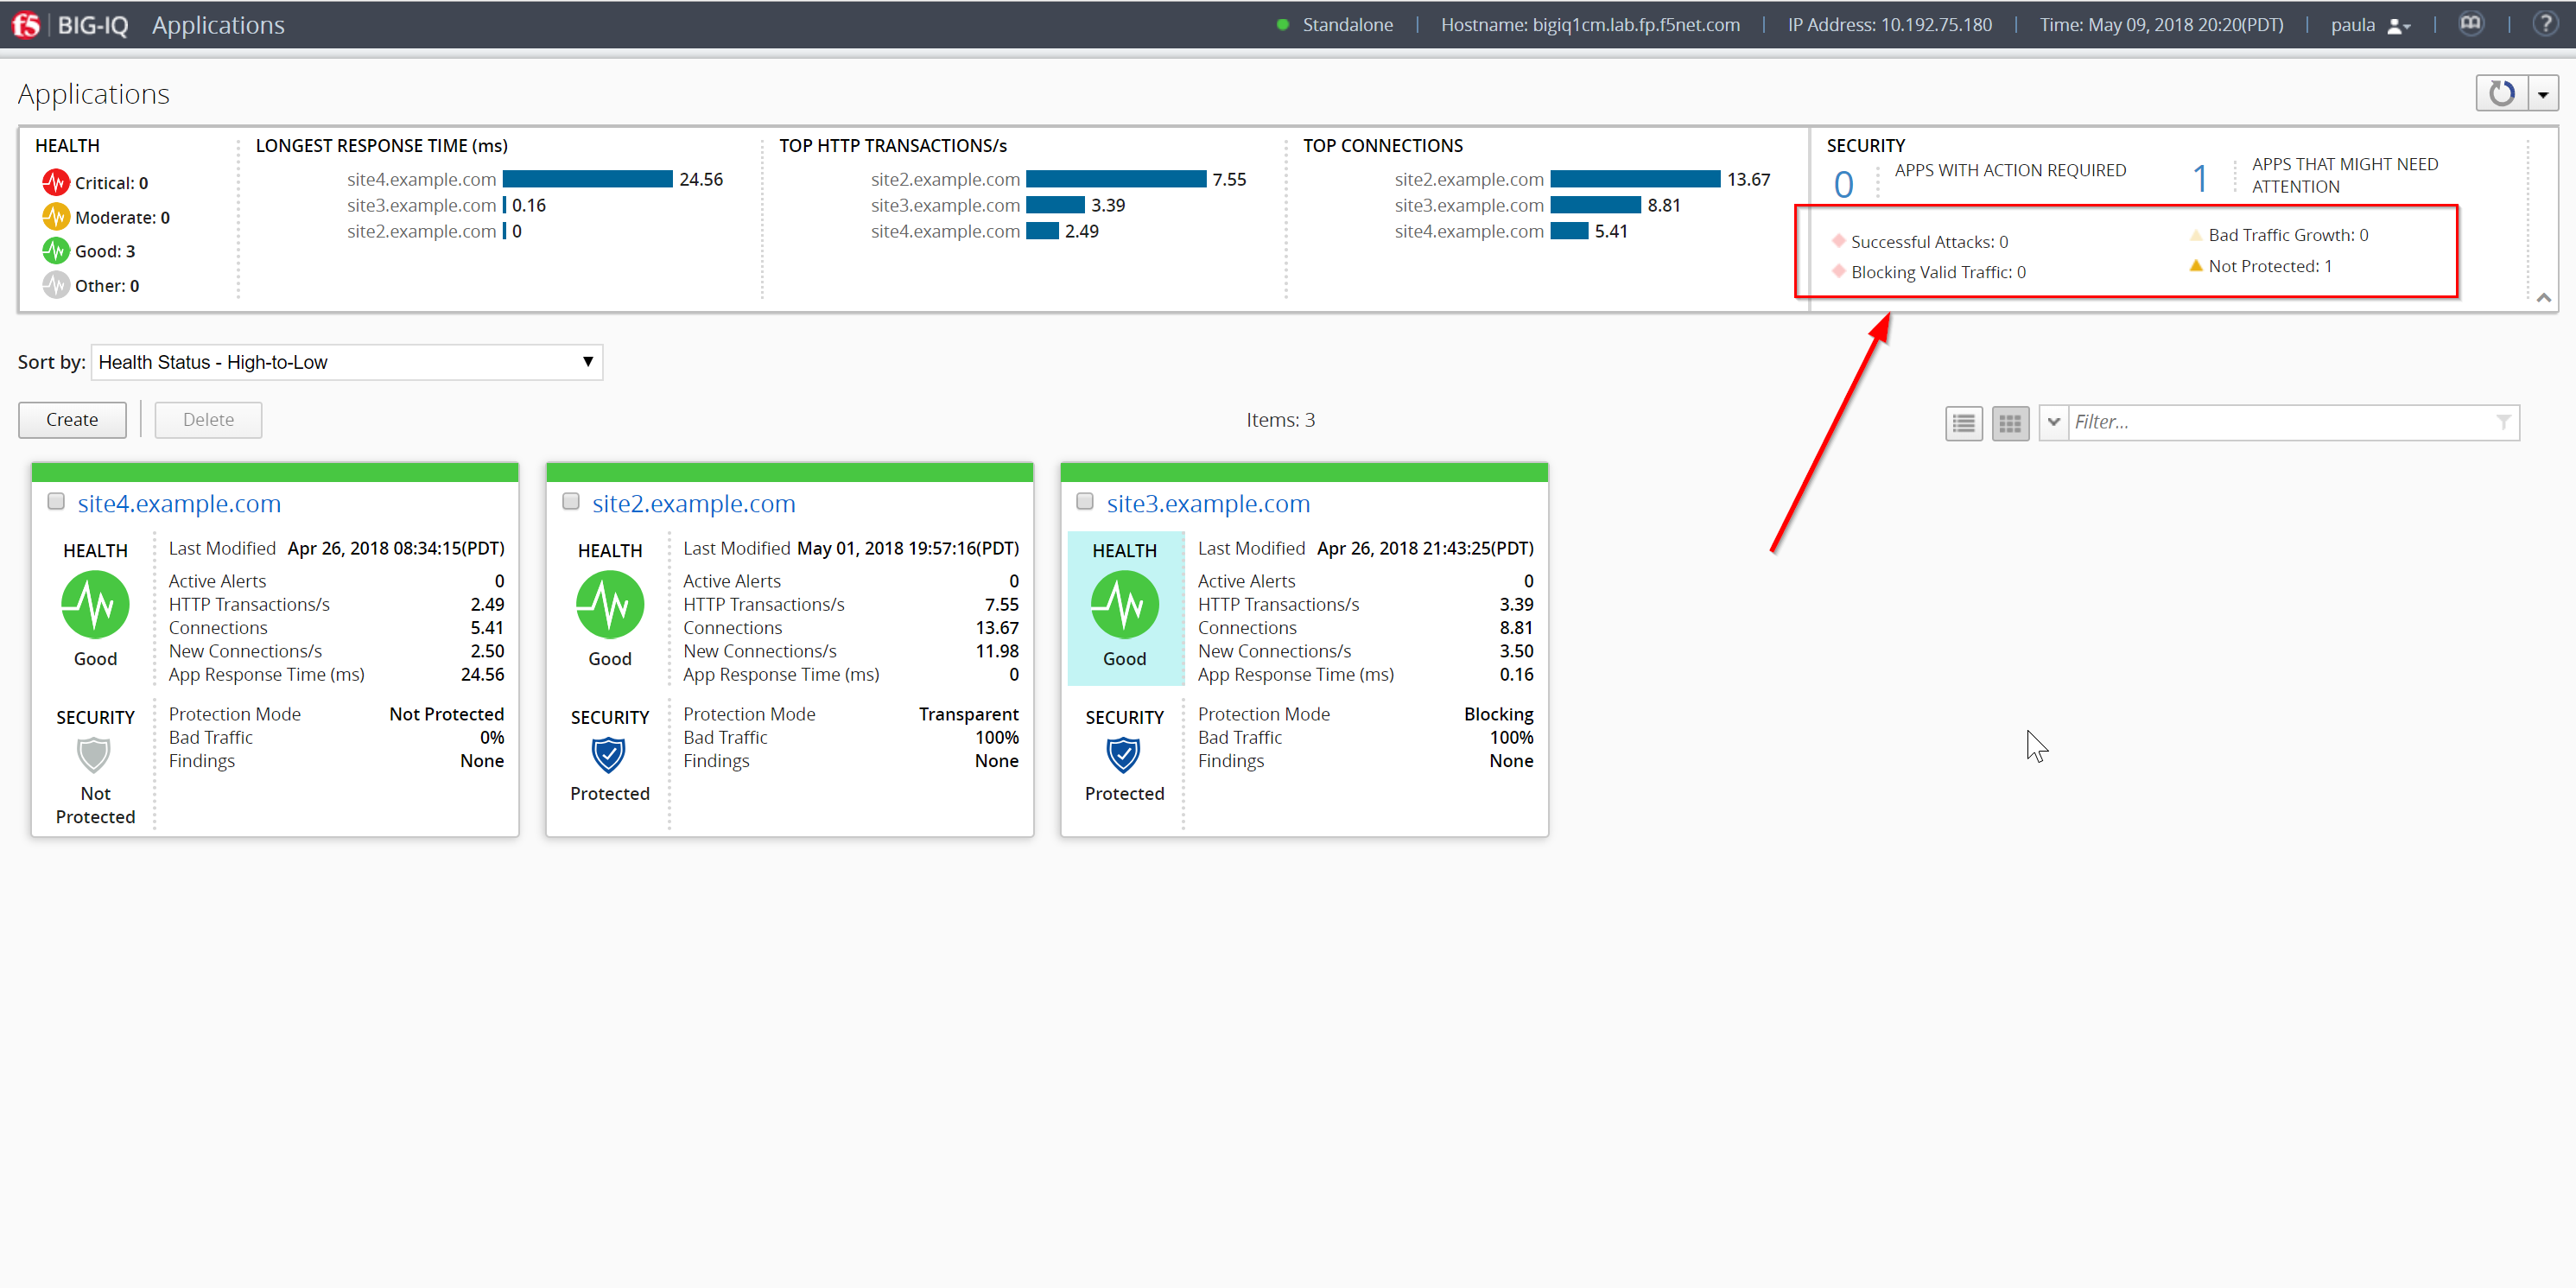 f5 BIG-IQ Applications
Standalone | Hostname: bigiq1cm.lab.fp.f5net.com | IP Address: 10.192.75.180 | Time: May 09, 2018 20:20(PDT) | paula
?
Applications
HEALTH
Critical: 0
Moderate: 0
Good: 3
Other: 0
LONGEST RESPONSE TIME (ms)
site4.example.com 24.56
site3.example.com 0.16
site2.example.com 0
TOP HTTP TRANSACTIONS/s
site2.example.com 7.55
site3.example.com 3.39
site4.example.com 2.49
TOP CONNECTIONS
site2.example.com 13.67
site3.example.com 8.81
site4.example.com 5.41
SECURITY
0 APPS WITH ACTION REQUIRED
Successful Attacks: 0
Blocking Valid Traffic: 0
1 APPS THAT MIGHT NEED
ATTENTION
Bad Traffic Growth: 0
Not Protected: 1
Sort by: Health Status - High-to-Low
Create Delete
Items: 3
Filter...
site4.example.com
HEALTH
Good
Last Modified Apr 26, 2018 08:34:15(PDT)
Active Alerts 0
HTTP Transactions/s 2.49
Connections 5.41
New Connections/s 2.50
App Response Time (ms) 24.56
SECURITY
Not
Protected
Protection Mode Not Protected
Bad Traffic 0%
Findings None
site2.example.com
HEALTH
Good
Last Modified May 01, 2018 19:57:16(PDT)
Active Alerts 0
HTTP Transactions/s 7.55
Connections 13.67
New Connections/s 11.98
App Response Time (ms) 0
SECURITY
Protected
Protection Mode Transparent
Bad Traffic 100%
Findings None
site3.example.com
HEALTH
Good
Last Modified Apr 26, 2018 21:43:25(PDT)
Active Alerts 0
HTTP Transactions/s 3.39
Connections 8.81
New Connections/s 3.50
App Response Time (ms) 0.16
SECURITY
Protected
Protection Mode Blocking
Bad Traffic 100%
Findings None